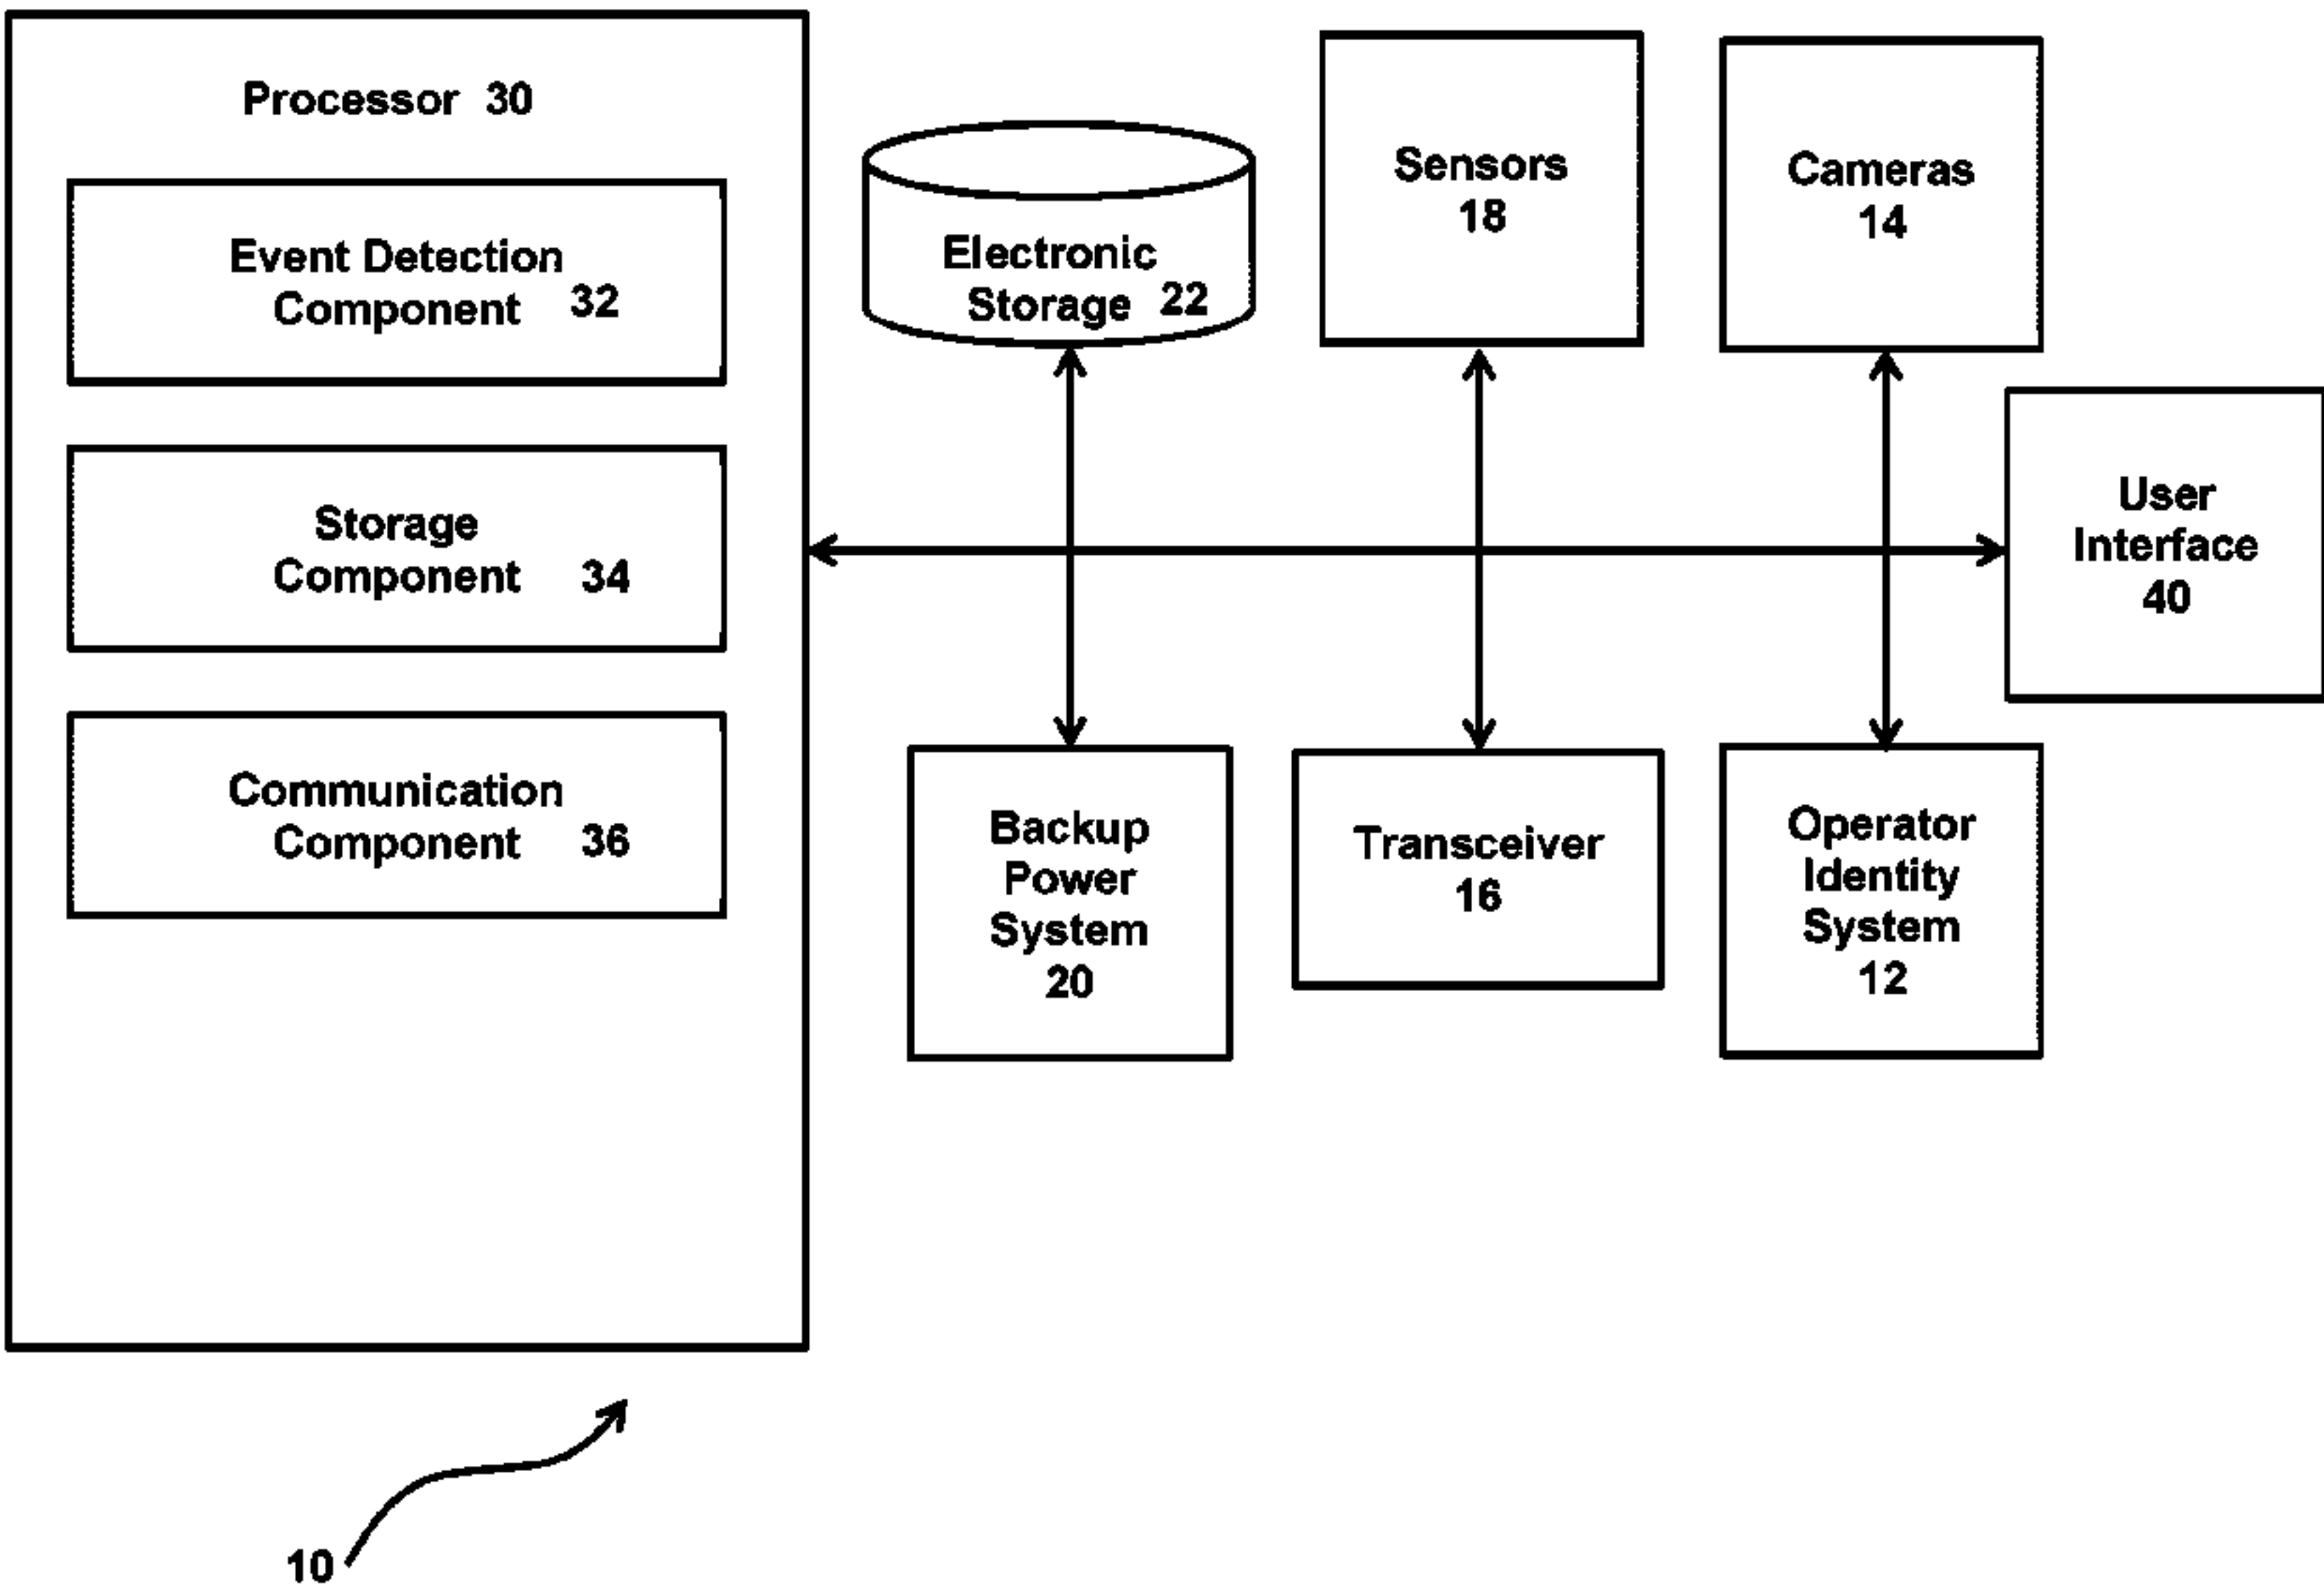 Processor 30
Event Detection
Component 32
Storage
Component 34
Communication
Component 36
Electronic
Storage 22
Sensors
18
Cameras
14
User
Interface
40
Backup
Power
System
20
Transceiver
16
Operator
Identity
System
12
10